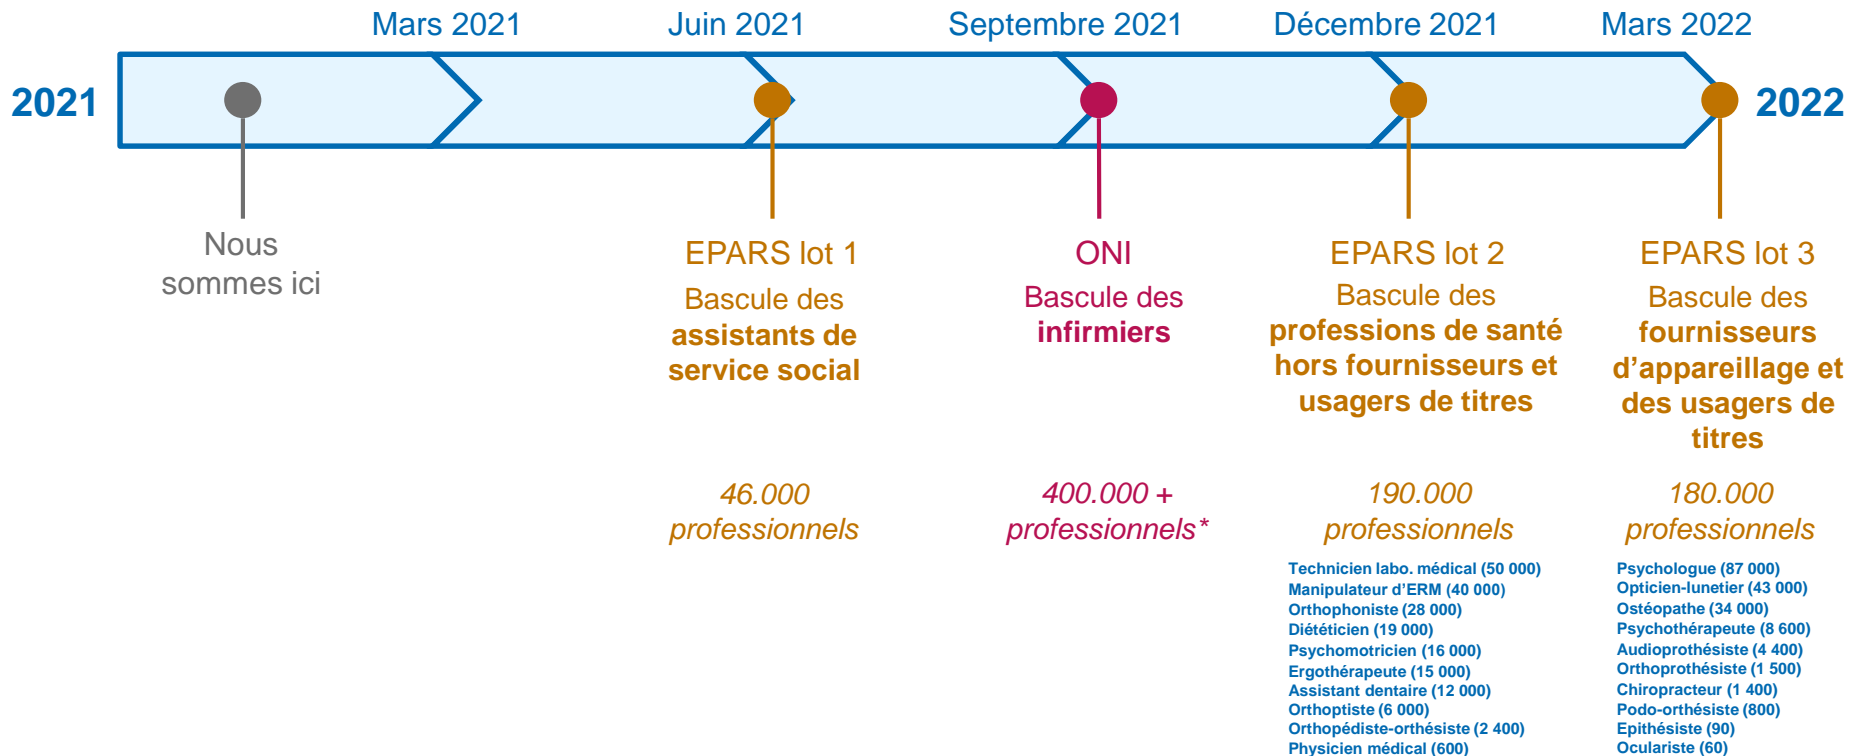 Mars 2021
Juin 2021
Septembre 2021
Décembre 2021
Mars 2022
2021
2022
Nous
sommes ici
EPARS lot 1
Bascule des
assistants de
service social
46.000
professionnels
ONI
Bascule des
infirmiers
400.000 +
professionnels*
EPARS lot 2
Bascule des
professions de santé
hors fournisseurs et
usagers de titres
190.000
professionnels
Technicien labo. médical (50 000)
Manipulateur d’ERM (40 000)
Orthophoniste (28 000)
Diététicien (19 000)
Psychomotricien (16 000)
Ergothérapeute (15 000)
Assistant dentaire (12 000)
Orthoptiste (6 000)
Orthopédiste-orthésiste (2 400)
Physicien médical (600)
EPARS lot 3
Bascule des
fournisseurs
d’appareillage et
des usagers de
titres
180.000
professionnels
Psychologue (87 000)
Opticien-lunetier (43 000)
Ostéopathe (34 000)
Psychothérapeute (8 600)
Audioprothésiste (4 400)
Orthoprothésiste (1 500)
Chiropracteur (1 400)
Podo-orthésiste (800)
Epithésiste (90)
Oculariste (60)